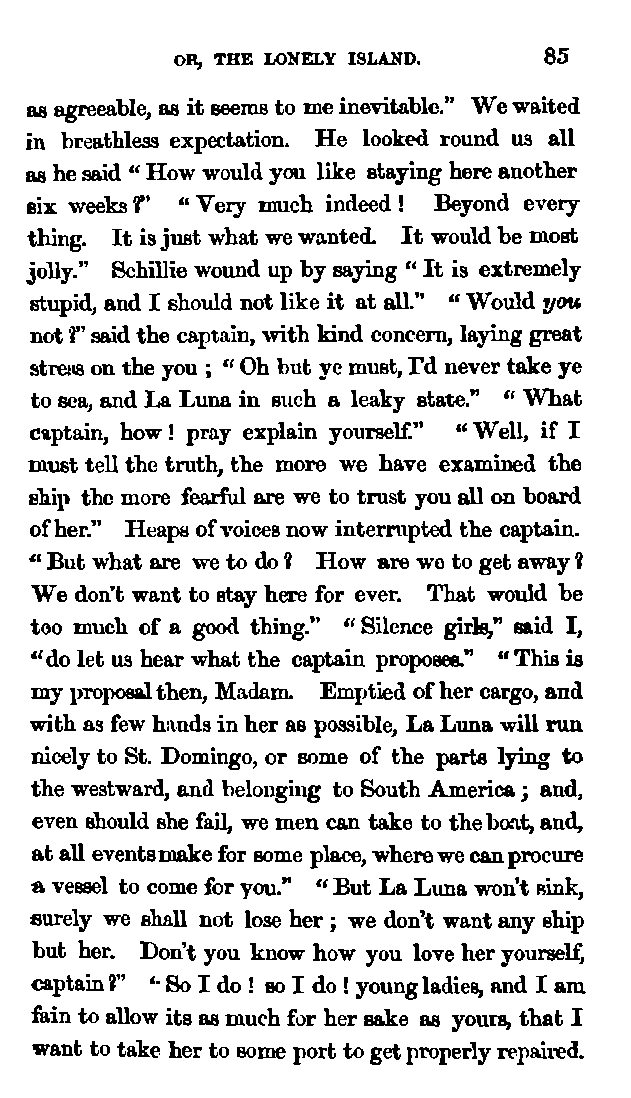 OR, THE LONELY ISLAND. 85
as agreeable, as it seems to me inevitable." We waited
in breathless expectation. He looked round us all
as he said "How would you like staying here another
six weeks?" "Very much indeed! Beyond every
thing. It is just what we wanted. It would be most
jolly." Schillie wound up by saying "It is extremely
stupid, and I should not like it at all." "Would you
not?" said the captain, with kind concern, laying great
stress on the you; "Oh but ye must, I'd never take ye
to sea, and La Luna in such a leaky state." "What
captain, how! pray explain yourself." "Well, if I
must tell the truth, the more we have examined the
ship the more fearful are we to trust you all on board
of her." Heaps of voices now interrupted the captain.
"But what are we to do? How are we to get away?
We don't want to stay here for ever. That would be
too much of a good thing." "Silence girls," said I,
"do let us hear what the captain proposes." "This is
my proposal then, Madam. Emptied of her cargo, and
with as few hands in her as possible, La Luna will run
nicely to St. Domingo, or some of the parts lying to
the westward, and belonging to South America; and,
even should she fail, we men can take to the boat, and,
at all events make for some place, where we can procure
a vessel to come for you." "But La Luna won't sink,
surely we shall not lose her; we don't want any ship
but her. Don't you know how you love her yourself,
captain?" "So I do! so I do! young ladies, and I am
fain to allow its as much for her sake as yours, that I
want to take her to some port to get properly repaired.